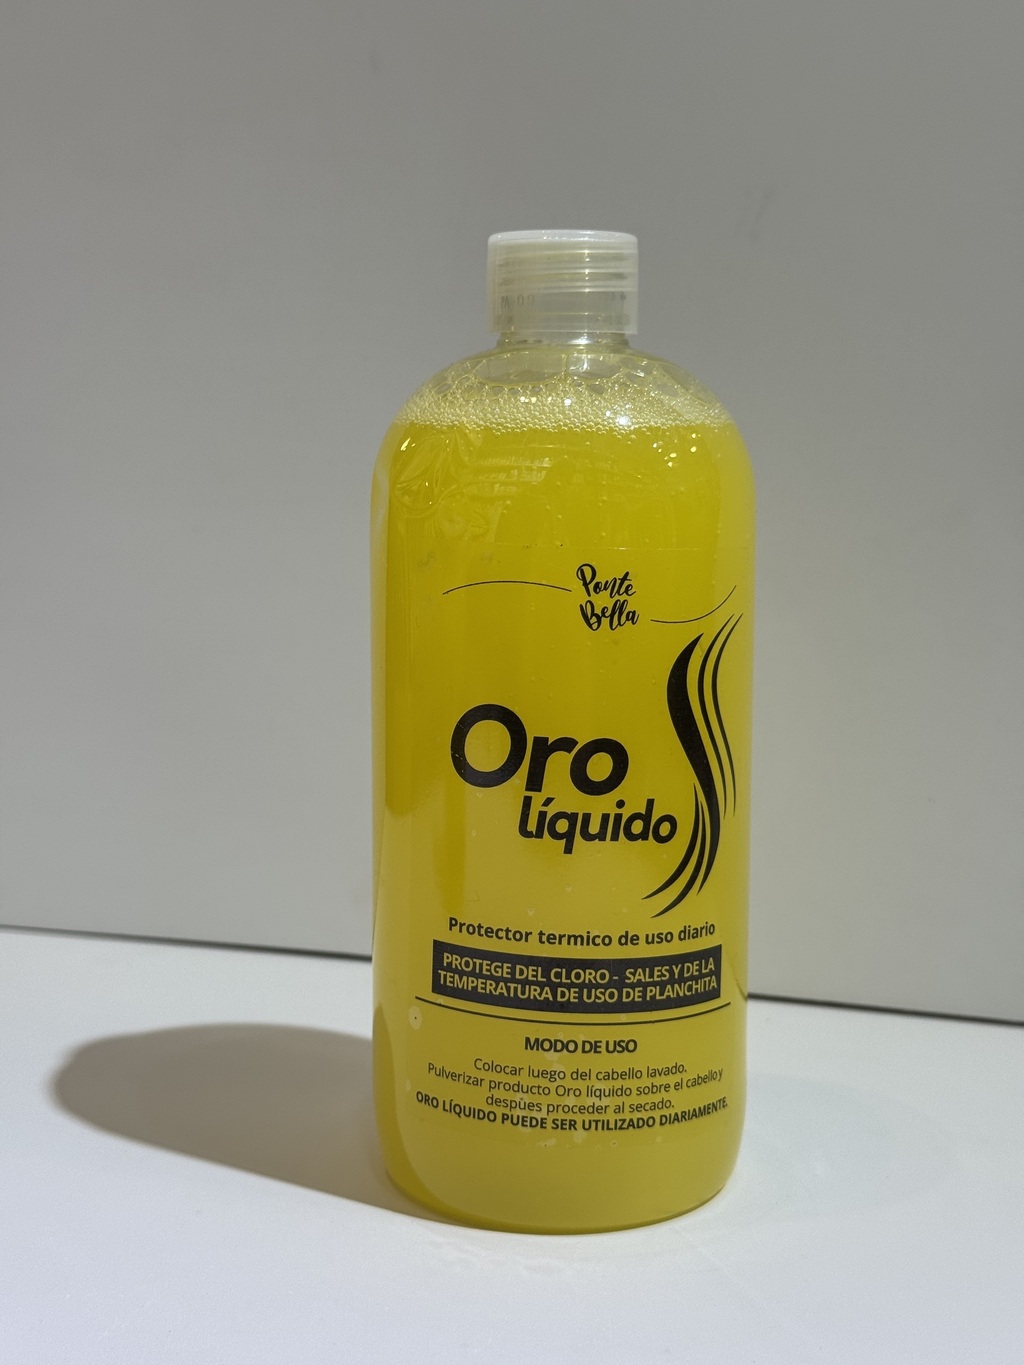 Ponte
Bella
Oro
líquido
Protector termico de uso diario
PROTEGE DEL CLORO - SALES Y DE LA
TEMPERATURA DE USO DE PLANCHITA
MODO DE USO
Colocar luego del cabello lavado.
Pulverizar producto Oro líquido sobre el cabello y
despùes proceder al secado.
ORO LÍQUIDO PUEDE SER UTILIZADO DIARIAMENTE.